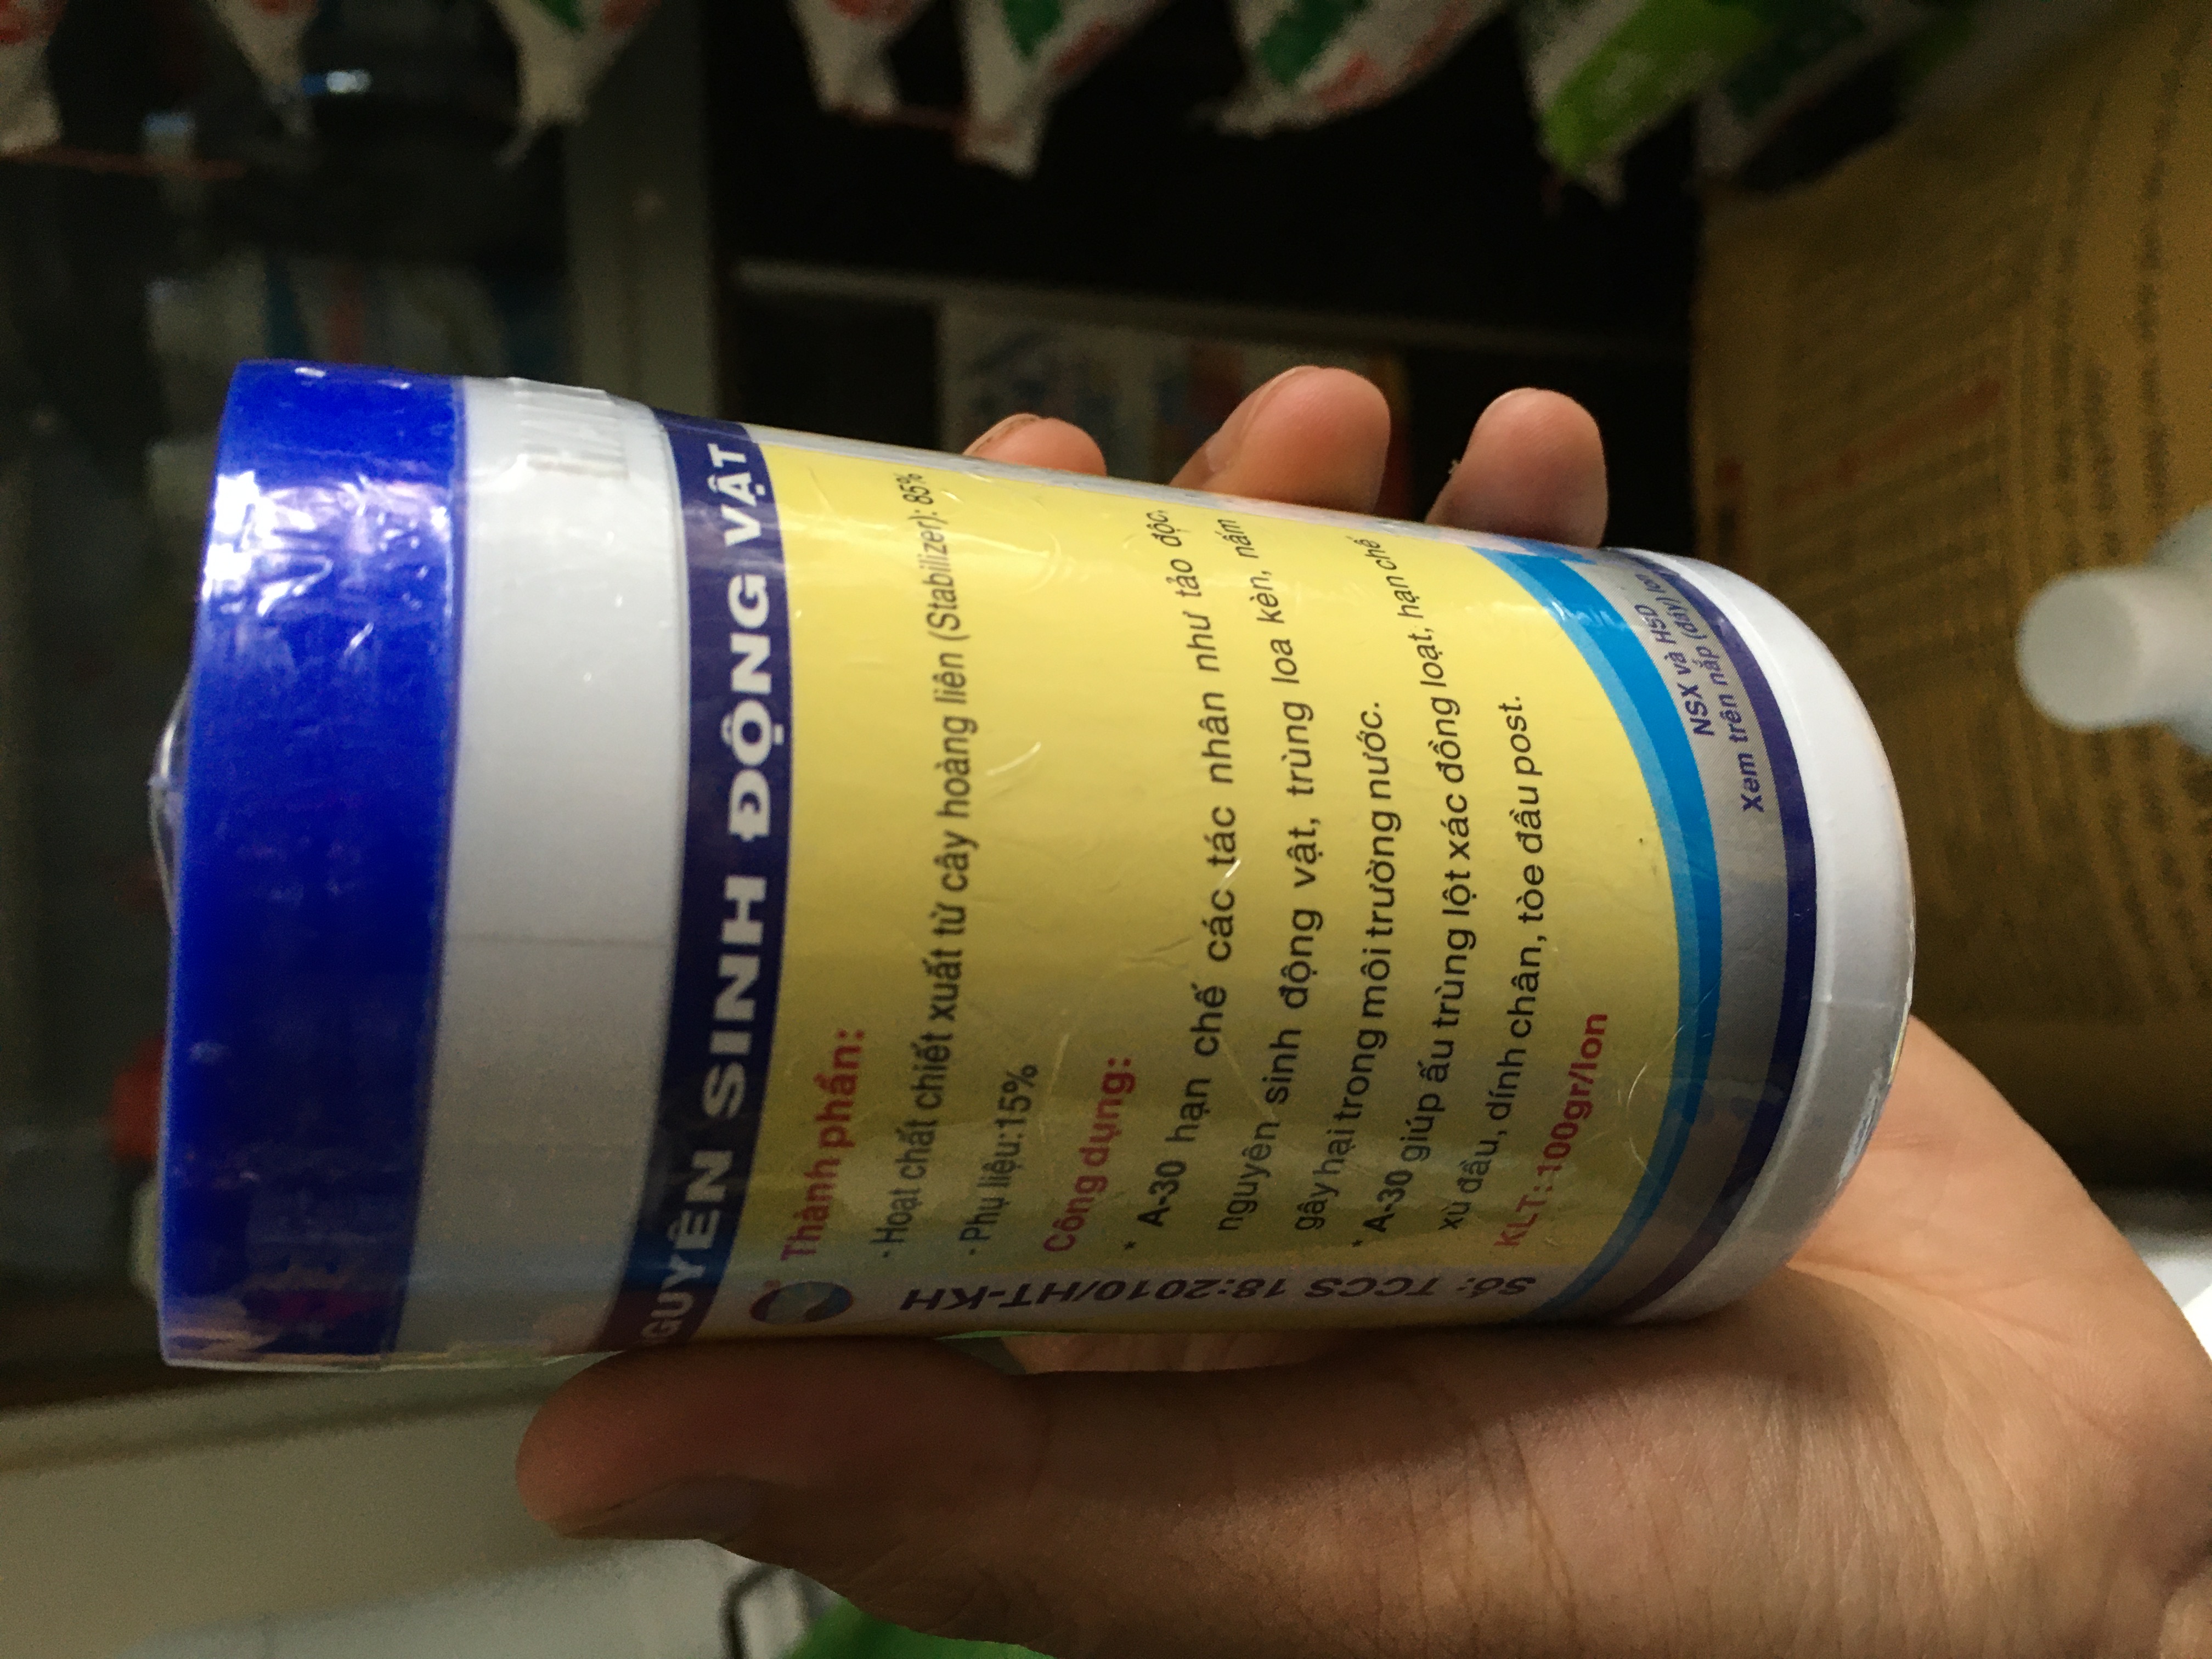 NGUYÊN SINH ĐỘNG VẬT
Thành phần:
- Hoạt chất chiết xuất từ cây hoàng liên (Stabilizer): 85%
- Phụ liệu: 15%
Công dụng:
* A-30 hạn chế các tác nhân như tảo độc,
nguyên sinh động vật, trùng loa kèn, nấm
gây hại trong môi trường nước.
* A-30 giúp ấu trùng lột xác đồng loạt, hạn chế
xù đầu, dính chân, tòe đầu post.
KLT: 100gr/lon
Số: TCCS 18:2010/HT-KH
NSX và HSD
Xem trên nắp (đáy) lon